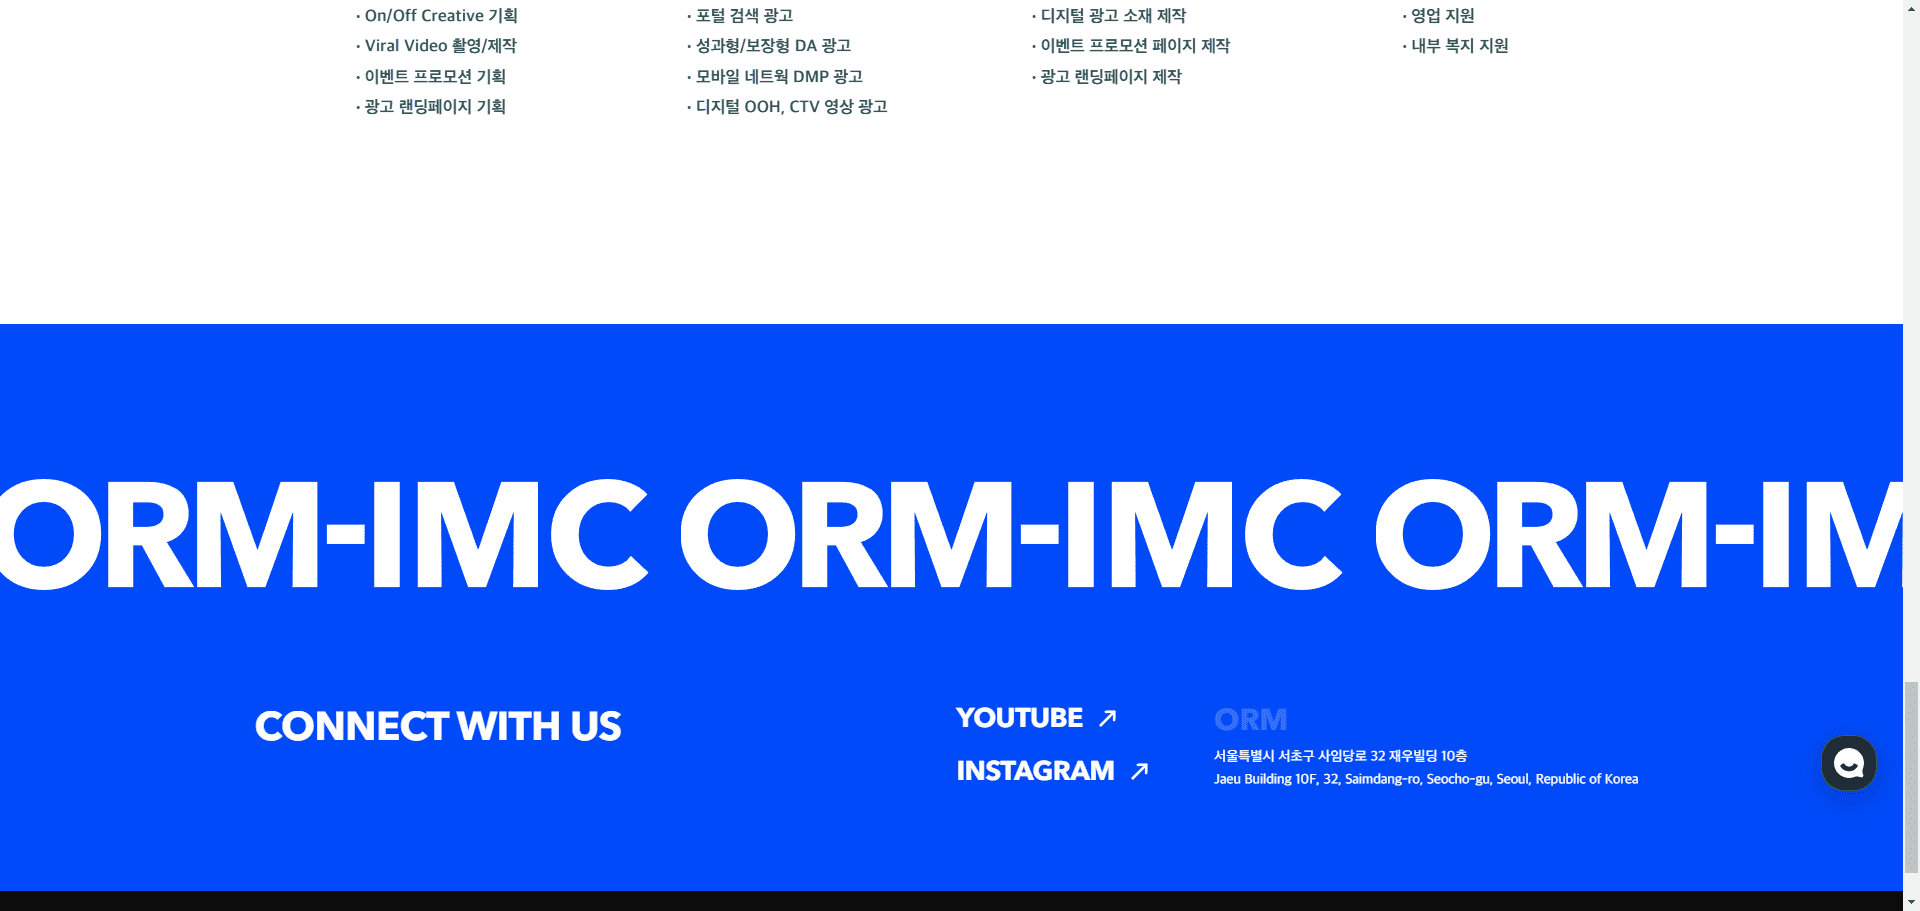 · On/Off Creative 기획
· Viral Video 촬영/제작
· 이벤트 프로모션 기획
· 광고 랜딩페이지 기획
· 포털 검색 광고
· 성과형/보장형 DA 광고
· 모바일 네트웍 DMP 광고
· 디지털 OOH, CTV 영상 광고
· 디지털 광고 소재 제작
· 이벤트 프로모션 페이지 제작
· 광고 랜딩페이지 제작
· 영업 지원
· 내부 복지 지원
ORM-IMC ORM-IMC ORM-IM
CONNECT WITH US
YOUTUBE
INSTAGRAM
ORM
서울특별시 서초구 사임당로 32 재우빌딩 10층
Jaeu Building 10F, 32, Saimdang-ro, Seocho-gu, Seoul, Republic of Korea